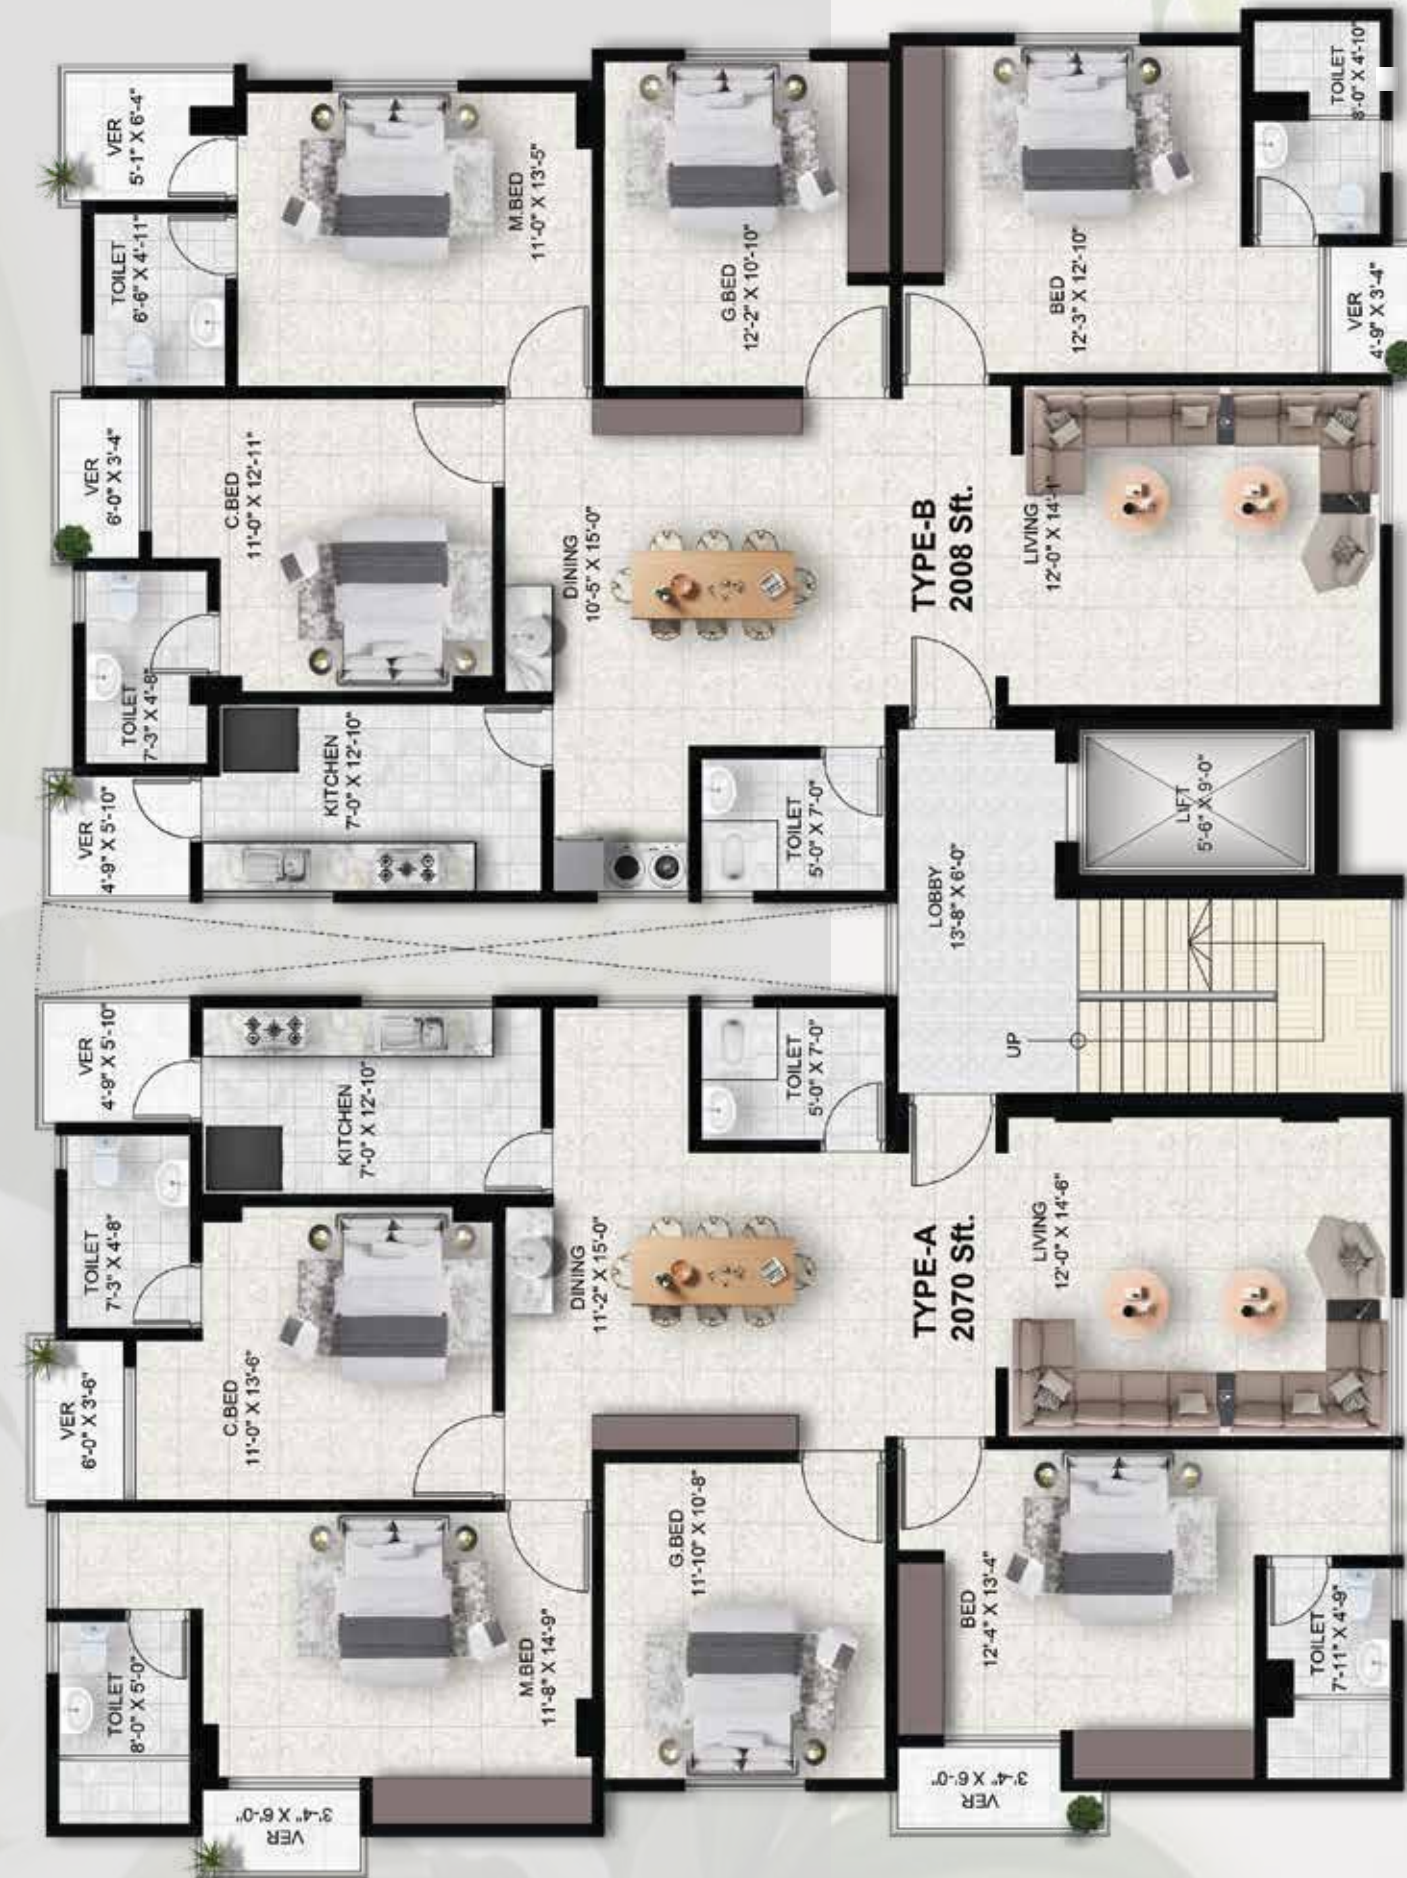 VER
5'-1" X 6'-4"
TOILET
6'-6" X 4'-11"
M.BED
11'-0" X 13'-5"
G.BED
12'-2" X 10'-10"
BED
12'-3" X 12'-10"
TOILET
8'-0" X 4'-10"
VER
4'-9" X 3'-4"
VER
6'-0" X 3'-4"
C.BED
11'-0" X 12'-11"
TOILET
7'-3" X 4'-8"
DINING
10'-5" X 15'-0"
TYPE-B
2008 Sft.
LIVING
12'-0" X 14'-1"
VER
4'-9" X 5'-10"
KITCHEN
7'-0" X 12'-10"
TOILET
5'-0" X 7'-0"
LOBBY
13'-8" X 6'-0"
LIFT
5'-6" X 9'-0"
UP
VER
4'-9" X 5'-10"
KITCHEN
7'-0" X 12'-10"
TOILET
5'-0" X 7'-0"
TOILET
7'-3" X 4'-8"
DINING
11'-2" X 15'-0"
TYPE-A
2070 Sft.
LIVING
12'-0" X 14'-6"
VER
6'-0" X 3'-6"
C.BED
11'-0" X 13'-6"
G.BED
11'-10" X 10'-8"
BED
12'-4" X 13'-4"
TOILET
7'-11" X 4'-9"
M.BED
11'-8" X 14'-9"
TOILET
8'-0" X 5'-0"
VER
3'-4" X 6'-0"
VER
3'-4" X 6'-0"